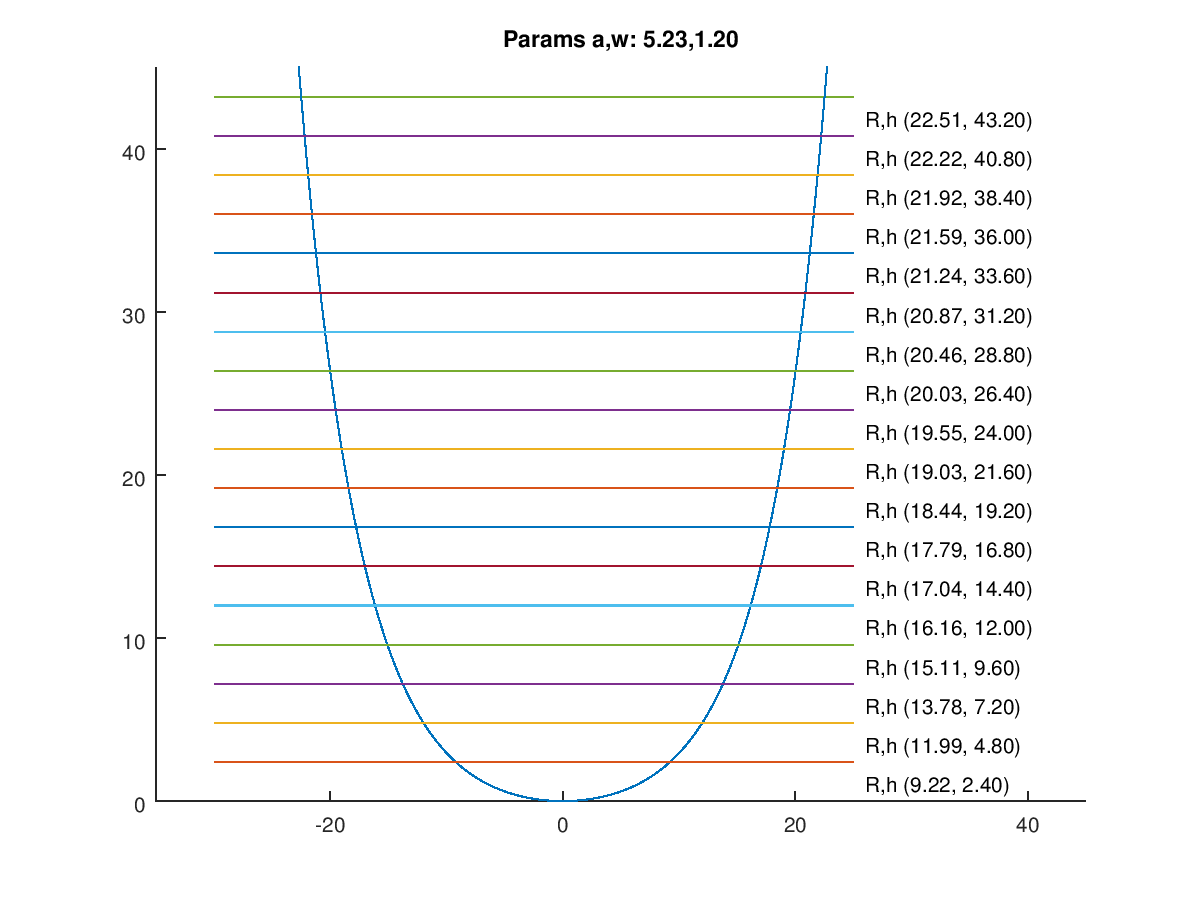 Params a,w: 5.23,1.20
R,h (22.51, 43.20)
40
R,h (22.22, 40.80)
R,h (21.92, 38.40)
R,h (21.59, 36.00)
R,h (21.24, 33.60)
30
R,h (20.87, 31.20)
R,h (20.46, 28.80)
R,h (20.03, 26.40)
R,h (19.55, 24.00)
R,h (19.03, 21.60)
20
R,h (18.44, 19.20)
R,h (17.79, 16.80)
R,h (17.04, 14.40)
R,h (16.16, 12.00)
10
R,h (15.11, 9.60)
R,h (13.78, 7.20)
R,h (11.99, 4.80)
R,h (9.22, 2.40)
0
-20 0 20 40